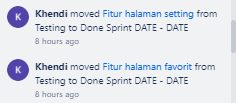 K
Khendi moved Fitur halaman setting from
Testing to Done Sprint DATE - DATE
8 hours ago
K
Khendi moved Fitur halaman favorit from
Testing to Done Sprint DATE - DATE
8 hours ago